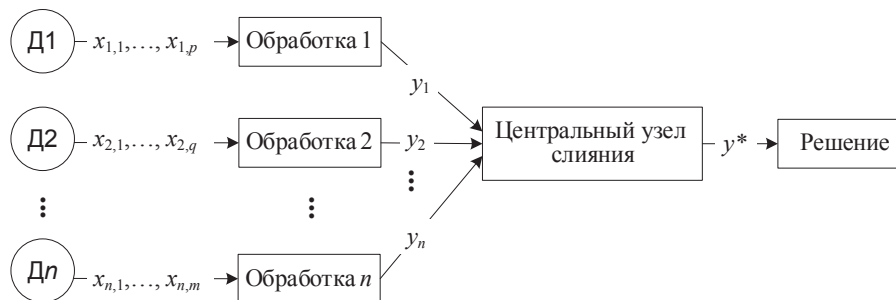 Д1 x1,1,…, x1,p Обработка 1
y1
Д2 x2,1,…, x2,q Обработка 2 y2 Центральный узел слияния y* Решение
yn
Дn xn,1,…, xn,m Обработка n